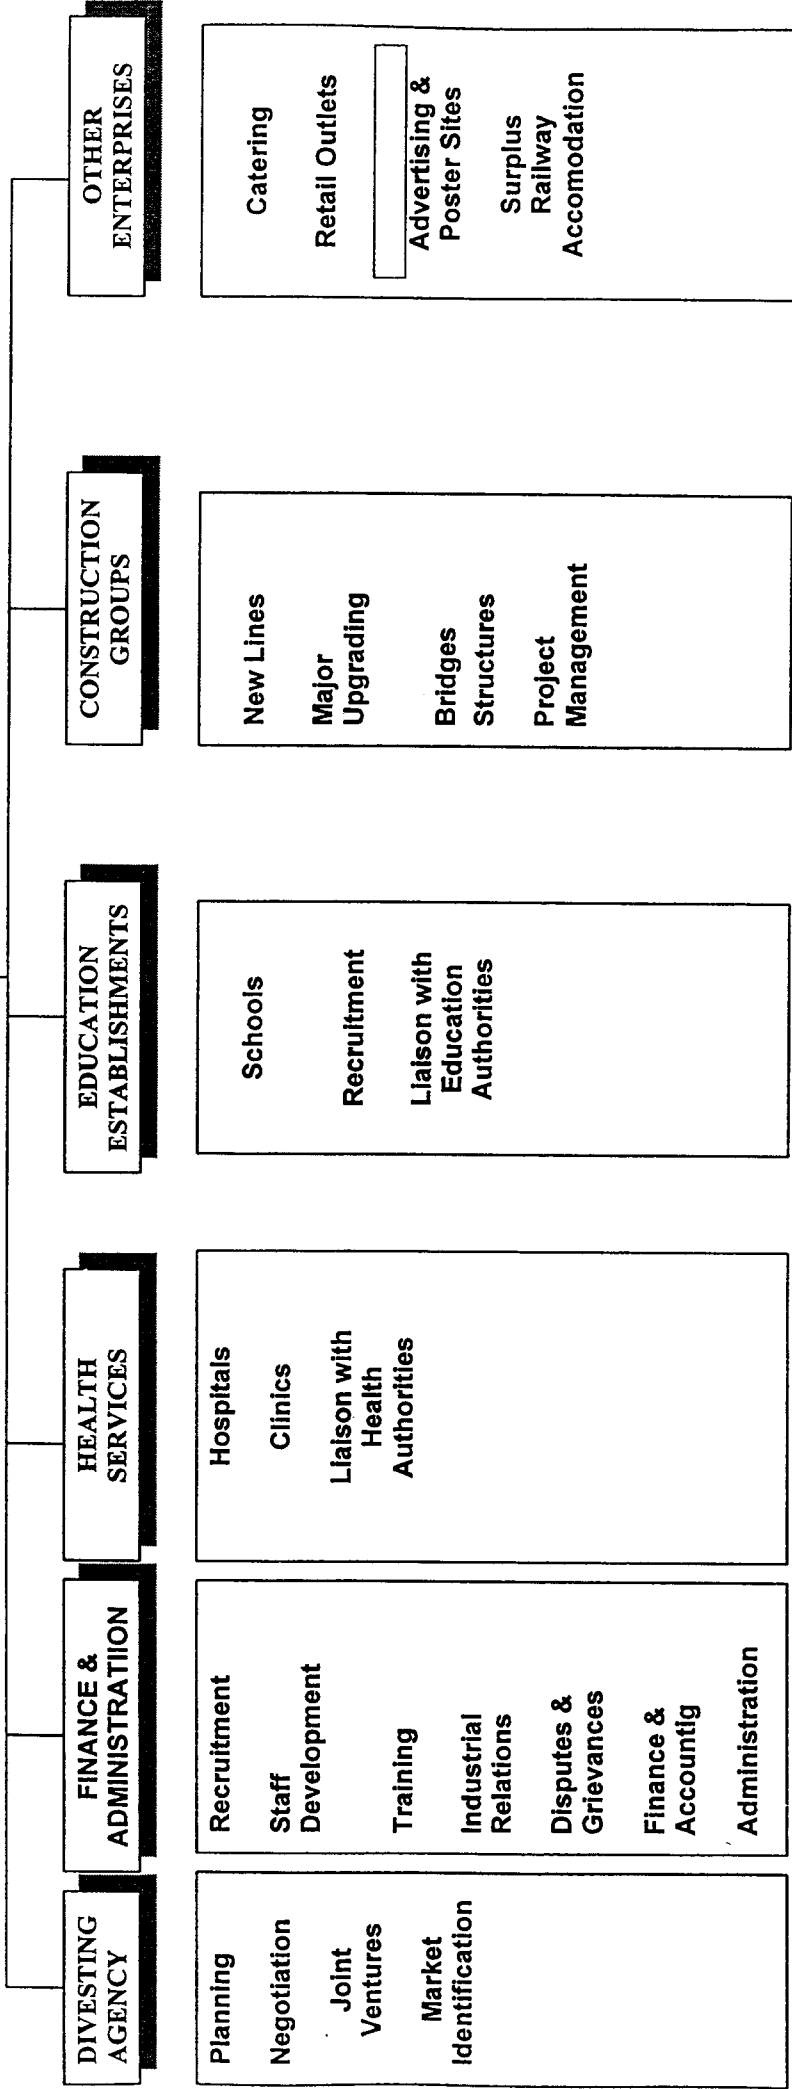 DIVESTING
AGENCY
Planning
Negotiation
Joint
Ventures
Market
Identification
FINANCE &
ADMINISTRATIION
Recruitment
Staff
Development
Training
Industrial
Relations
Disputes &
Grievances
Finance &
Accountig
Administration
HEALTH
SERVICES
Hospitals
Clinics
Liaison with
Health
Authorities
EDUCATION
ESTABLISHMENTS
Schools
Recruitment
Liaison with
Education
Authorities
CONSTRUCTION
GROUPS
New Lines
Major
Upgrading
Bridges
Structures
Project
Management
OTHER
ENTERPRISES
Catering
Retail Outlets
Advertising &
Poster Sites
Surplus
Railway
Accomodation